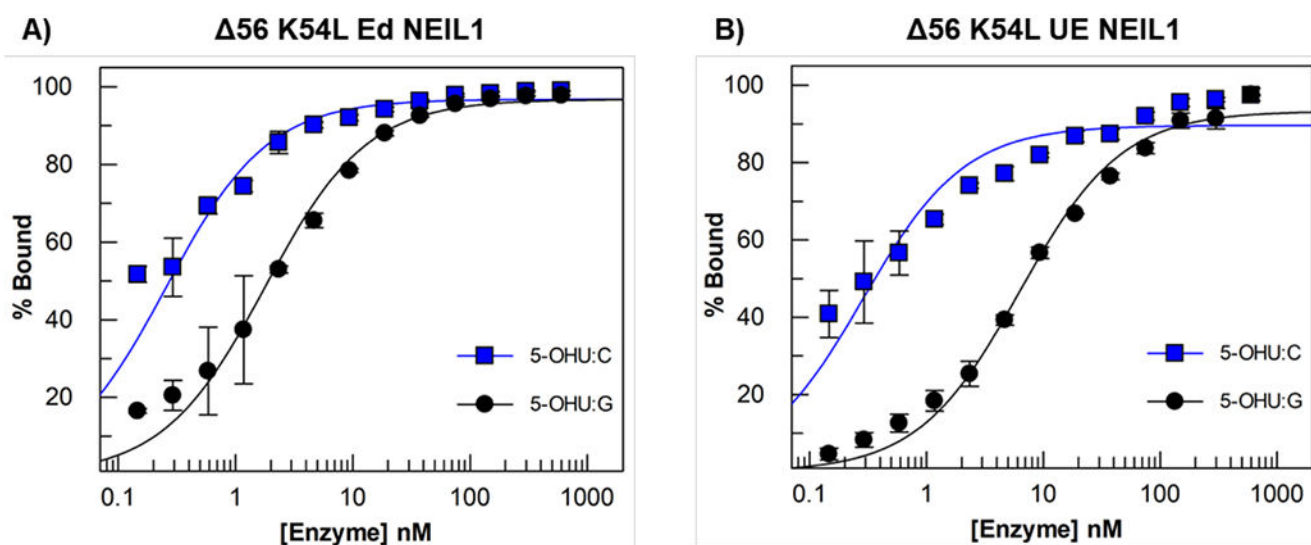 A) Δ56 K54L Ed NEIL1
% Bound
100
80
60
40
20
0.1 1 10 100 1000
[Enzyme] nM
5-OHU:C
5-OHU:G
B) Δ56 K54L UE NEIL1
% Bound
100
80
60
40
20
0.1 1 10 100 1000
[Enzyme] nM
5-OHU:C
5-OHU:G